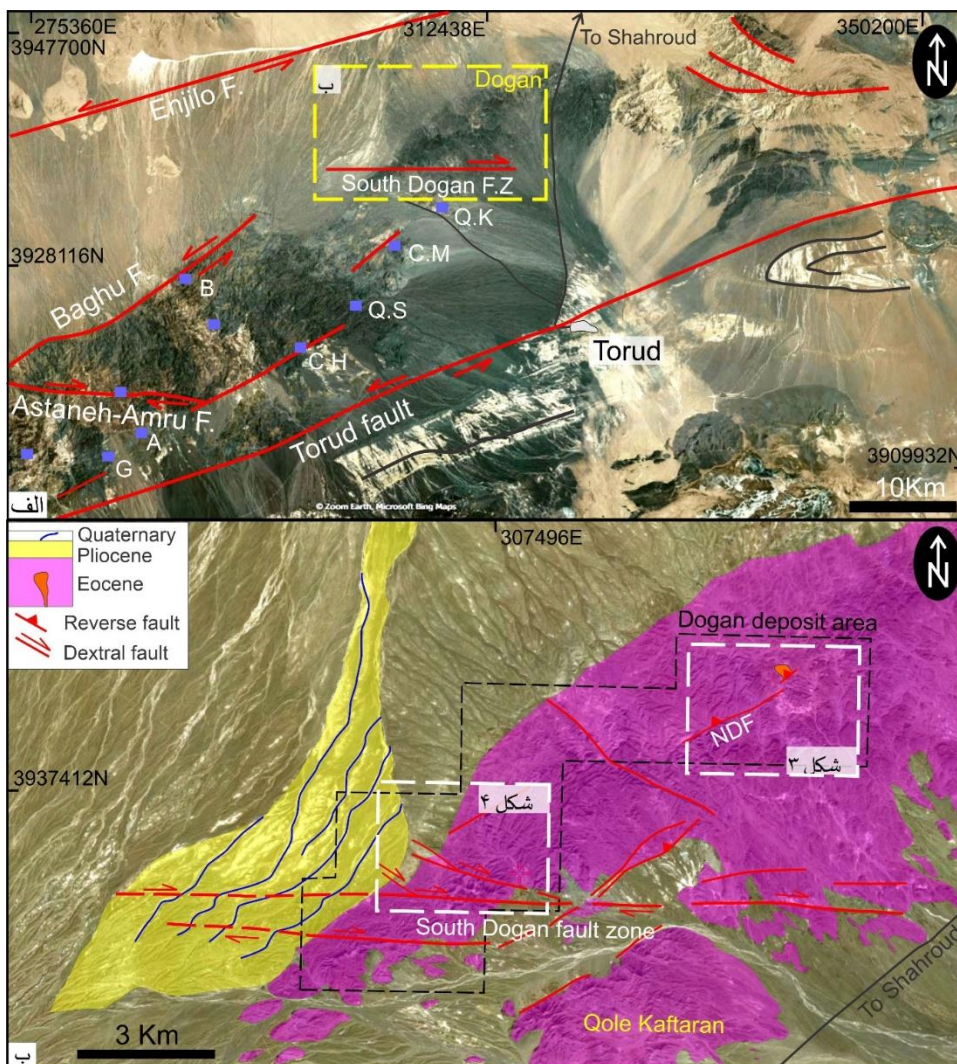 275360E
312438E
350200E
3947700N
To Shahroud
N
Enjilo F.
ب
Dogan
South Dogan F.Z
Q.K
3928116N
C.M
Baghu F.
B
Q.S
C.H
Torud
Astaneh-Amru F.
Torud fault
A
G
3909932N
10Km
الف
© Zoom Earth, Microsoft Bing Maps
307496E
N
Quaternary
Pliocene
Eocene
Reverse fault
Dextral fault
Dogan deposit area
NDF
شکل ۳
3937412N
شکل ۴
South Dogan fault zone
To Shahroud
Qole Kaftaran
3 Km
ب